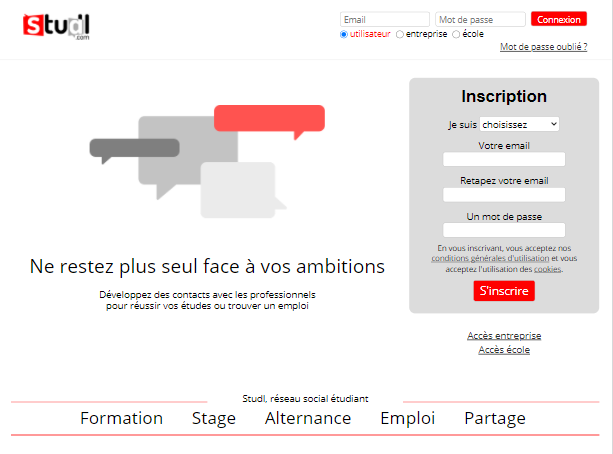 Studl
.com
Email
Mot de passe
Connexion
utilisateur
entreprise
école
Mot de passe oublié ?
Ne restez plus seul face à vos ambitions
Développez des contacts avec les professionnels
pour réussir vos études ou trouver un emploi
Inscription
Je suis choisissez
Votre email
Retapez votre email
Un mot de passe
En vous inscrivant, vous acceptez nos
conditions générales d'utilisation et vous
acceptez l'utilisation des cookies.
S'inscrire
Accès entreprise
Accès école
Studl, réseau social étudiant
Formation Stage Alternance Emploi Partage